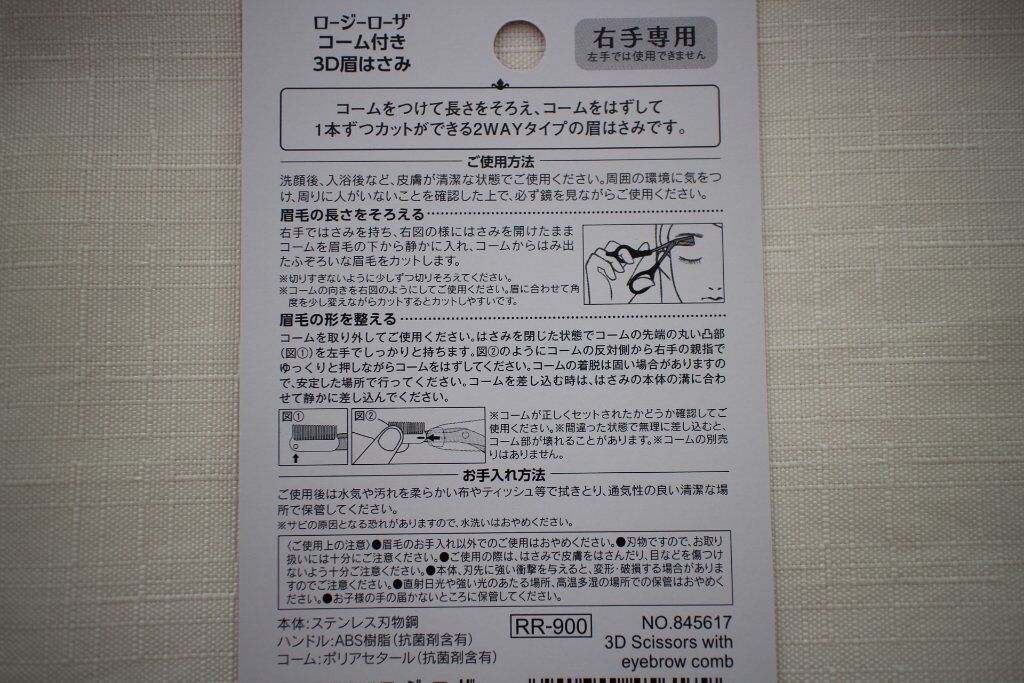 ロージーローザ
コーム付き
3D眉はさみ
右手専用
左手では使用できません
コームをつけて長さをそろえ、コームをはずして
1本ずつカットができる2WAYタイプの眉はさみです。
ご使用方法
洗顔後、入浴後など、皮膚が清潔な状態でご使用ください。周囲の環境に気をつ
け、周りに人がいないことを確認した上で、必ず鏡を見ながらご使用ください。
眉毛の長さをそろえる
右手ではさみを持ち、右図の様にはさみを開けたまま
コームを眉毛の下から静かに入れ、コームからはみ出
たふぞろいな眉毛をカットします。
※切りすぎないように少しずつ切りそろえてください。
※コームの向きを右図のようにしてご使用ください。眉に合わせて角
度を少し変えながらカットするとカットしやすいです。
眉毛の形を整える
コームを取り外してご使用ください。はさみを閉じた状態でコームの先端の丸い凸部
(図①)を左手でしっかりと持ちます。図②のようにコームの反対側から右手の親指で
ゆっくりと押しながらコームをはずしてください。コームの着脱は固い場合がありますの
で、安定した場所で行ってください。コームを差し込む時は、はさみの本体の溝に合わ
せて静かに差し込んでください。
図①
図②
※コームが正しくセットされたかどうか確認してご
使用ください。※間違った状態で無理に差し込むと、
コーム部が壊れることがあります。※コームの別売
りはありません。
お手入れ方法
ご使用後は水気や汚れを柔らかい布やティッシュ等で拭きとり、通気性の良い清潔な場
所で保管してください。
※サビの原因となる恐れがありますので、水洗いはおやめください。
〈ご使用上の注意〉●眉毛のお手入れ以外でのご使用はおやめください。●刃物ですので、お取り
扱いには十分にご注意ください。●ご使用の際は、はさみで皮膚をはさんだり、目などを傷つけ
ないよう十分ご注意ください。●本体、刃先に強い衝撃を与えると、変形・破損する場合がありま
すのでご注意ください。●直射日光や強い光のあたる場所、高温多湿の場所での保管はおやめく
ださい。●お子様の手の届かないところに保管してください。
本体:ステンレス刃物鋼
ハンドル:ABS樹脂(抗菌剤含有)
コーム:ポリアセタール(抗菌剤含有)
RR-900
NO.845617
3D Scissors with
eyebrow comb